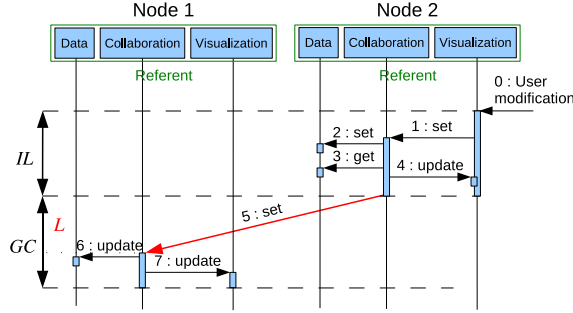 Node 1
Node 2
Data
Collaboration
Visualization
Data
Collaboration
Visualization
Referent
Referent
0 : User
modification
1 : set
2 : set
3 : get
4 : update
IL
5 : set
L
GC
6 : update
7 : update